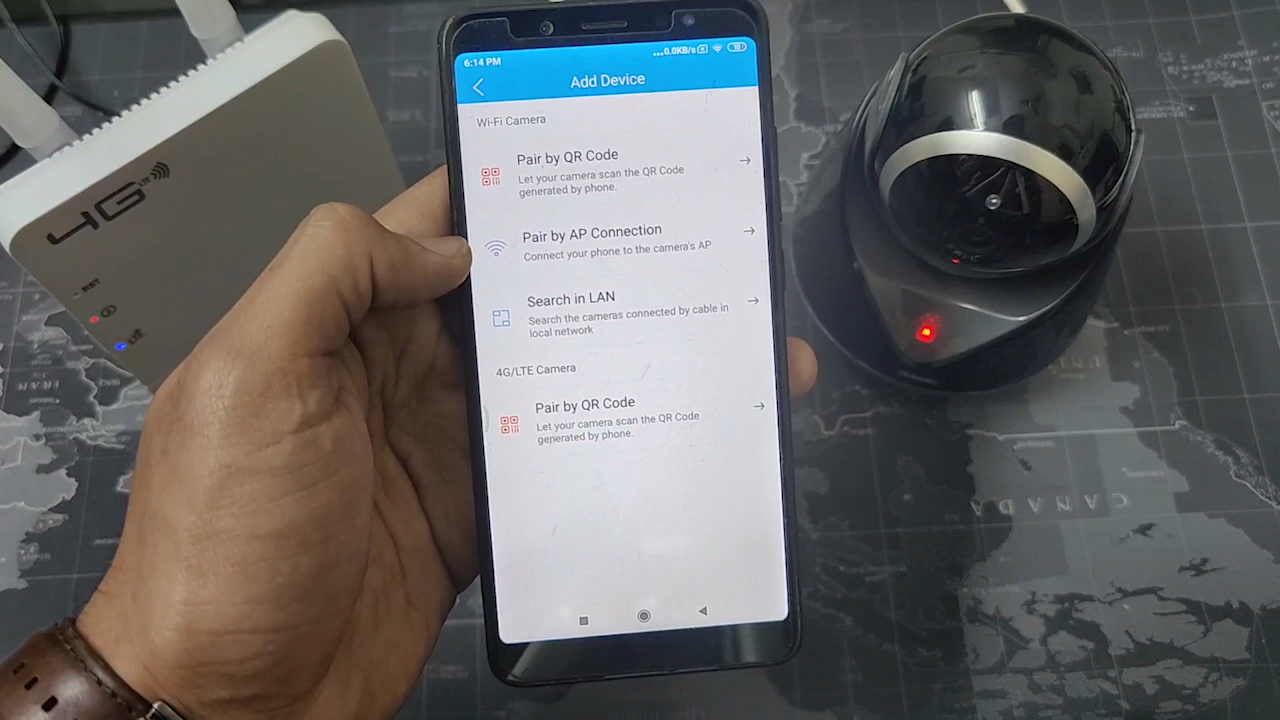 6:14 PM
...0.0KB/s
Add Device
Wi-Fi Camera
Pair by QR Code
Let your camera scan the QR Code
generated by phone.
Pair by AP Connection
Connect your phone to the camera's AP
Search in LAN
Search the cameras connected by cable in
local network
4G/LTE Camera
Pair by QR Code
Let your camera scan the QR Code
generated by phone.
4G LTE
RST
CANADA